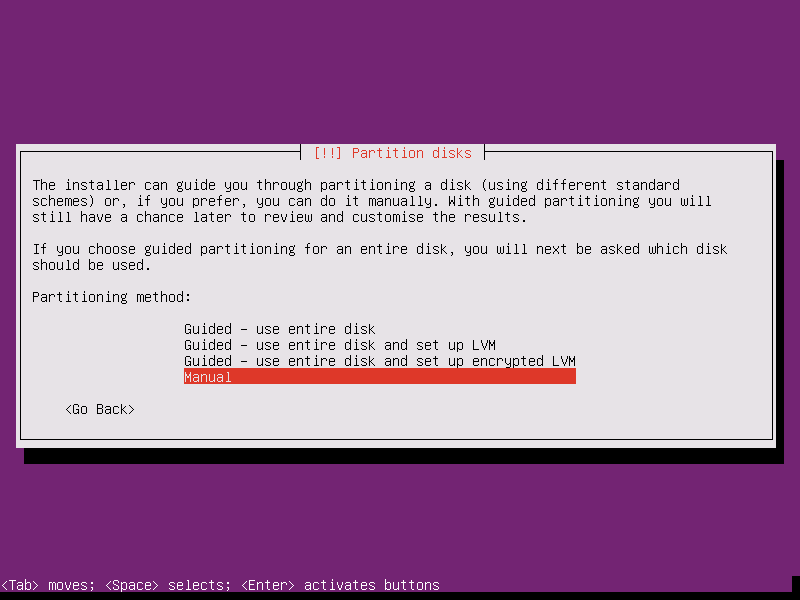 [!!] Partition disks
The installer can guide you through partitioning a disk (using different standard
schemes) or, if you prefer, you can do it manually. With guided partitioning you will
still have a chance later to review and customise the results.
If you choose guided partitioning for an entire disk, you will next be asked which disk
should be used.
Partitioning method:
Guided - use entire disk
Guided - use entire disk and set up LVM
Guided - use entire disk and set up encrypted LVM
Manual
<Go Back>
<Tab> moves; <Space> selects; <Enter> activates buttons